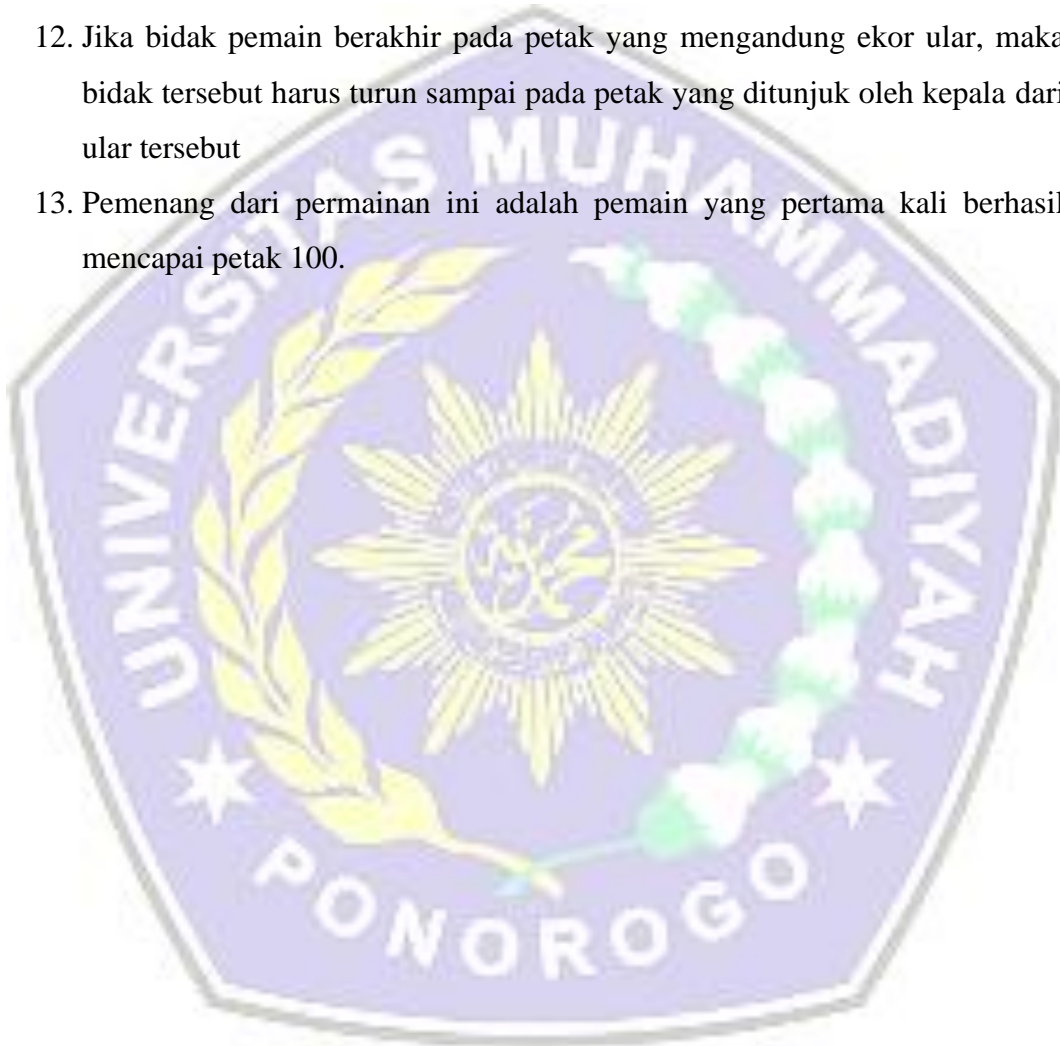 12. Jika bidak pemain berakhir pada petak yang mengandung ekor ular, maka
bidak tersebut harus turun sampai pada petak yang ditunjuk oleh kepala dari
ular tersebut
13. Pemenang dari permainan ini adalah pemain yang pertama kali berhasil
mencapai petak 100.
UNIVERSITAS MUHAMMADIYAH
PONOROGO